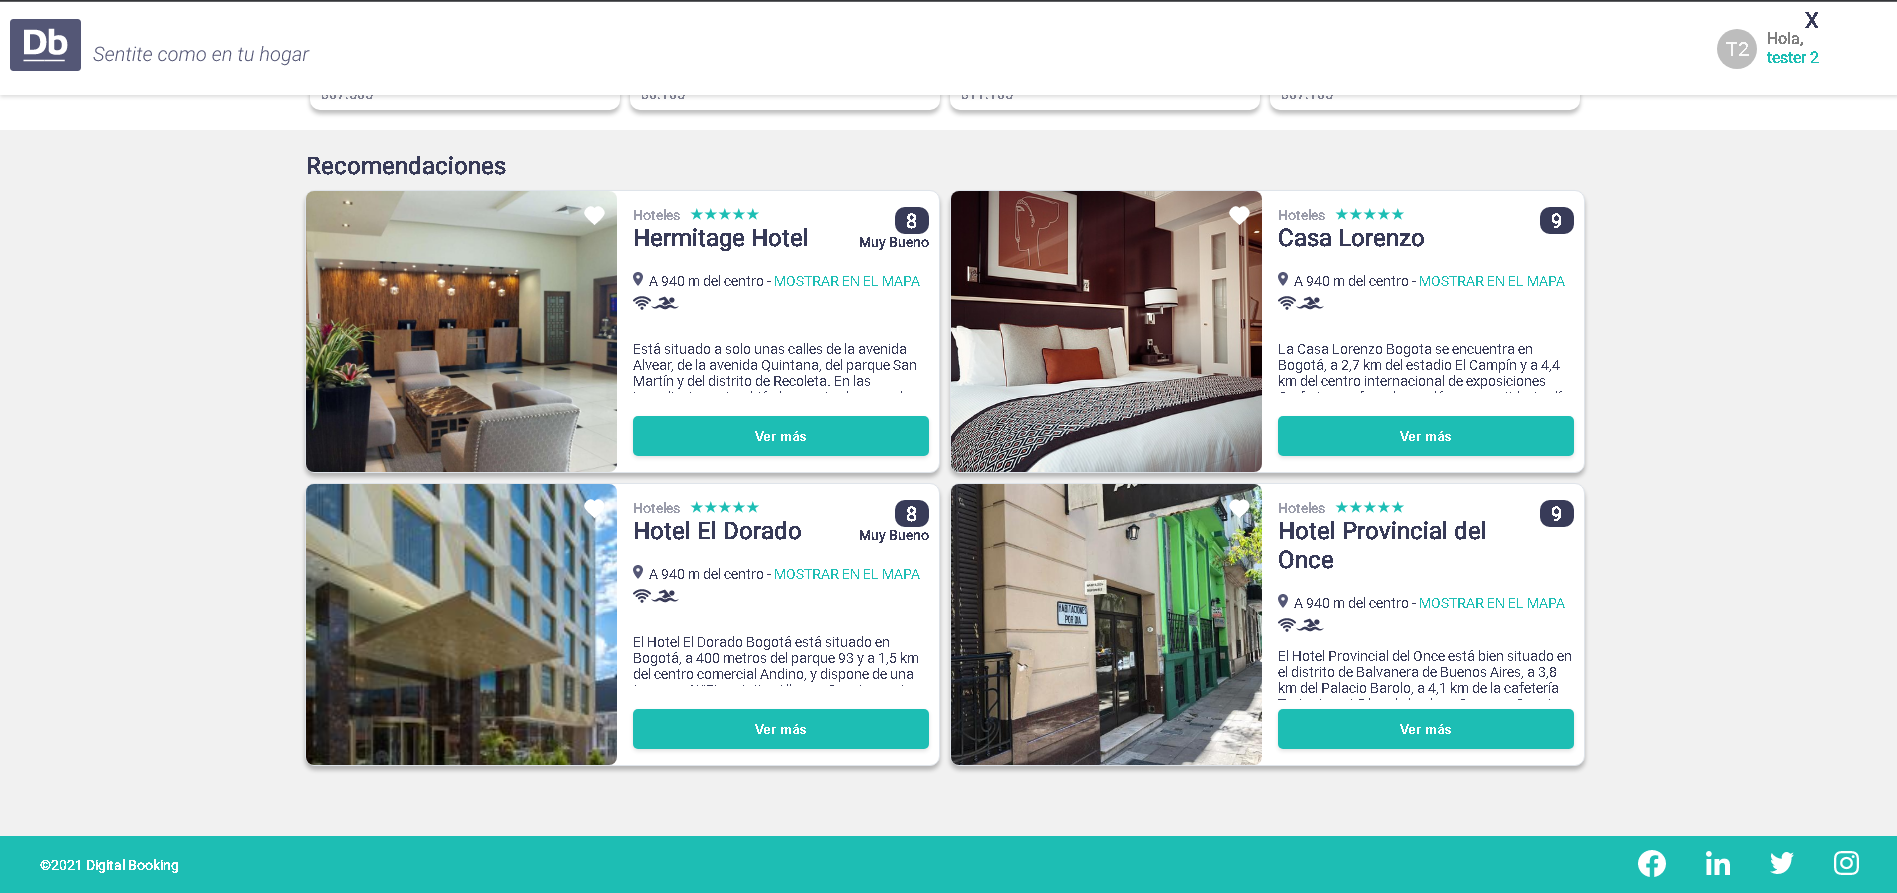 Db
Sentite como en tu hogar
X
T2
Hola,
tester 2
Recomendaciones
Hoteles
8
Hermitage Hotel
Muy Bueno
A 940 m del centro - MOSTRAR EN EL MAPA
Está situado a solo unas calles de la avenida
Alvear, de la avenida Quintana, del parque San
Martín y del distrito de Recoleta. En las
Ver más
Hoteles
9
Casa Lorenzo
A 940 m del centro - MOSTRAR EN EL MAPA
La Casa Lorenzo Bogota se encuentra en
Bogotá, a 2,7 km del estadio El Campín y a 4,4
km del centro internacional de exposiciones
Ver más
Hoteles
8
Hotel El Dorado
Muy Bueno
A 940 m del centro - MOSTRAR EN EL MAPA
El Hotel El Dorado Bogotá está situado en
Bogotá, a 400 metros del parque 93 y a 1,5 km
del centro comercial Andino, y dispone de una
Ver más
HABITACIONES
POR DIA
Hoteles
9
Hotel Provincial del
Once
A 940 m del centro - MOSTRAR EN EL MAPA
El Hotel Provincial del Once está bien situado en
el distrito de Balvanera de Buenos Aires, a 3,8
km del Palacio Barolo, a 4,1 km de la cafetería
Ver más
©2021 Digital Booking